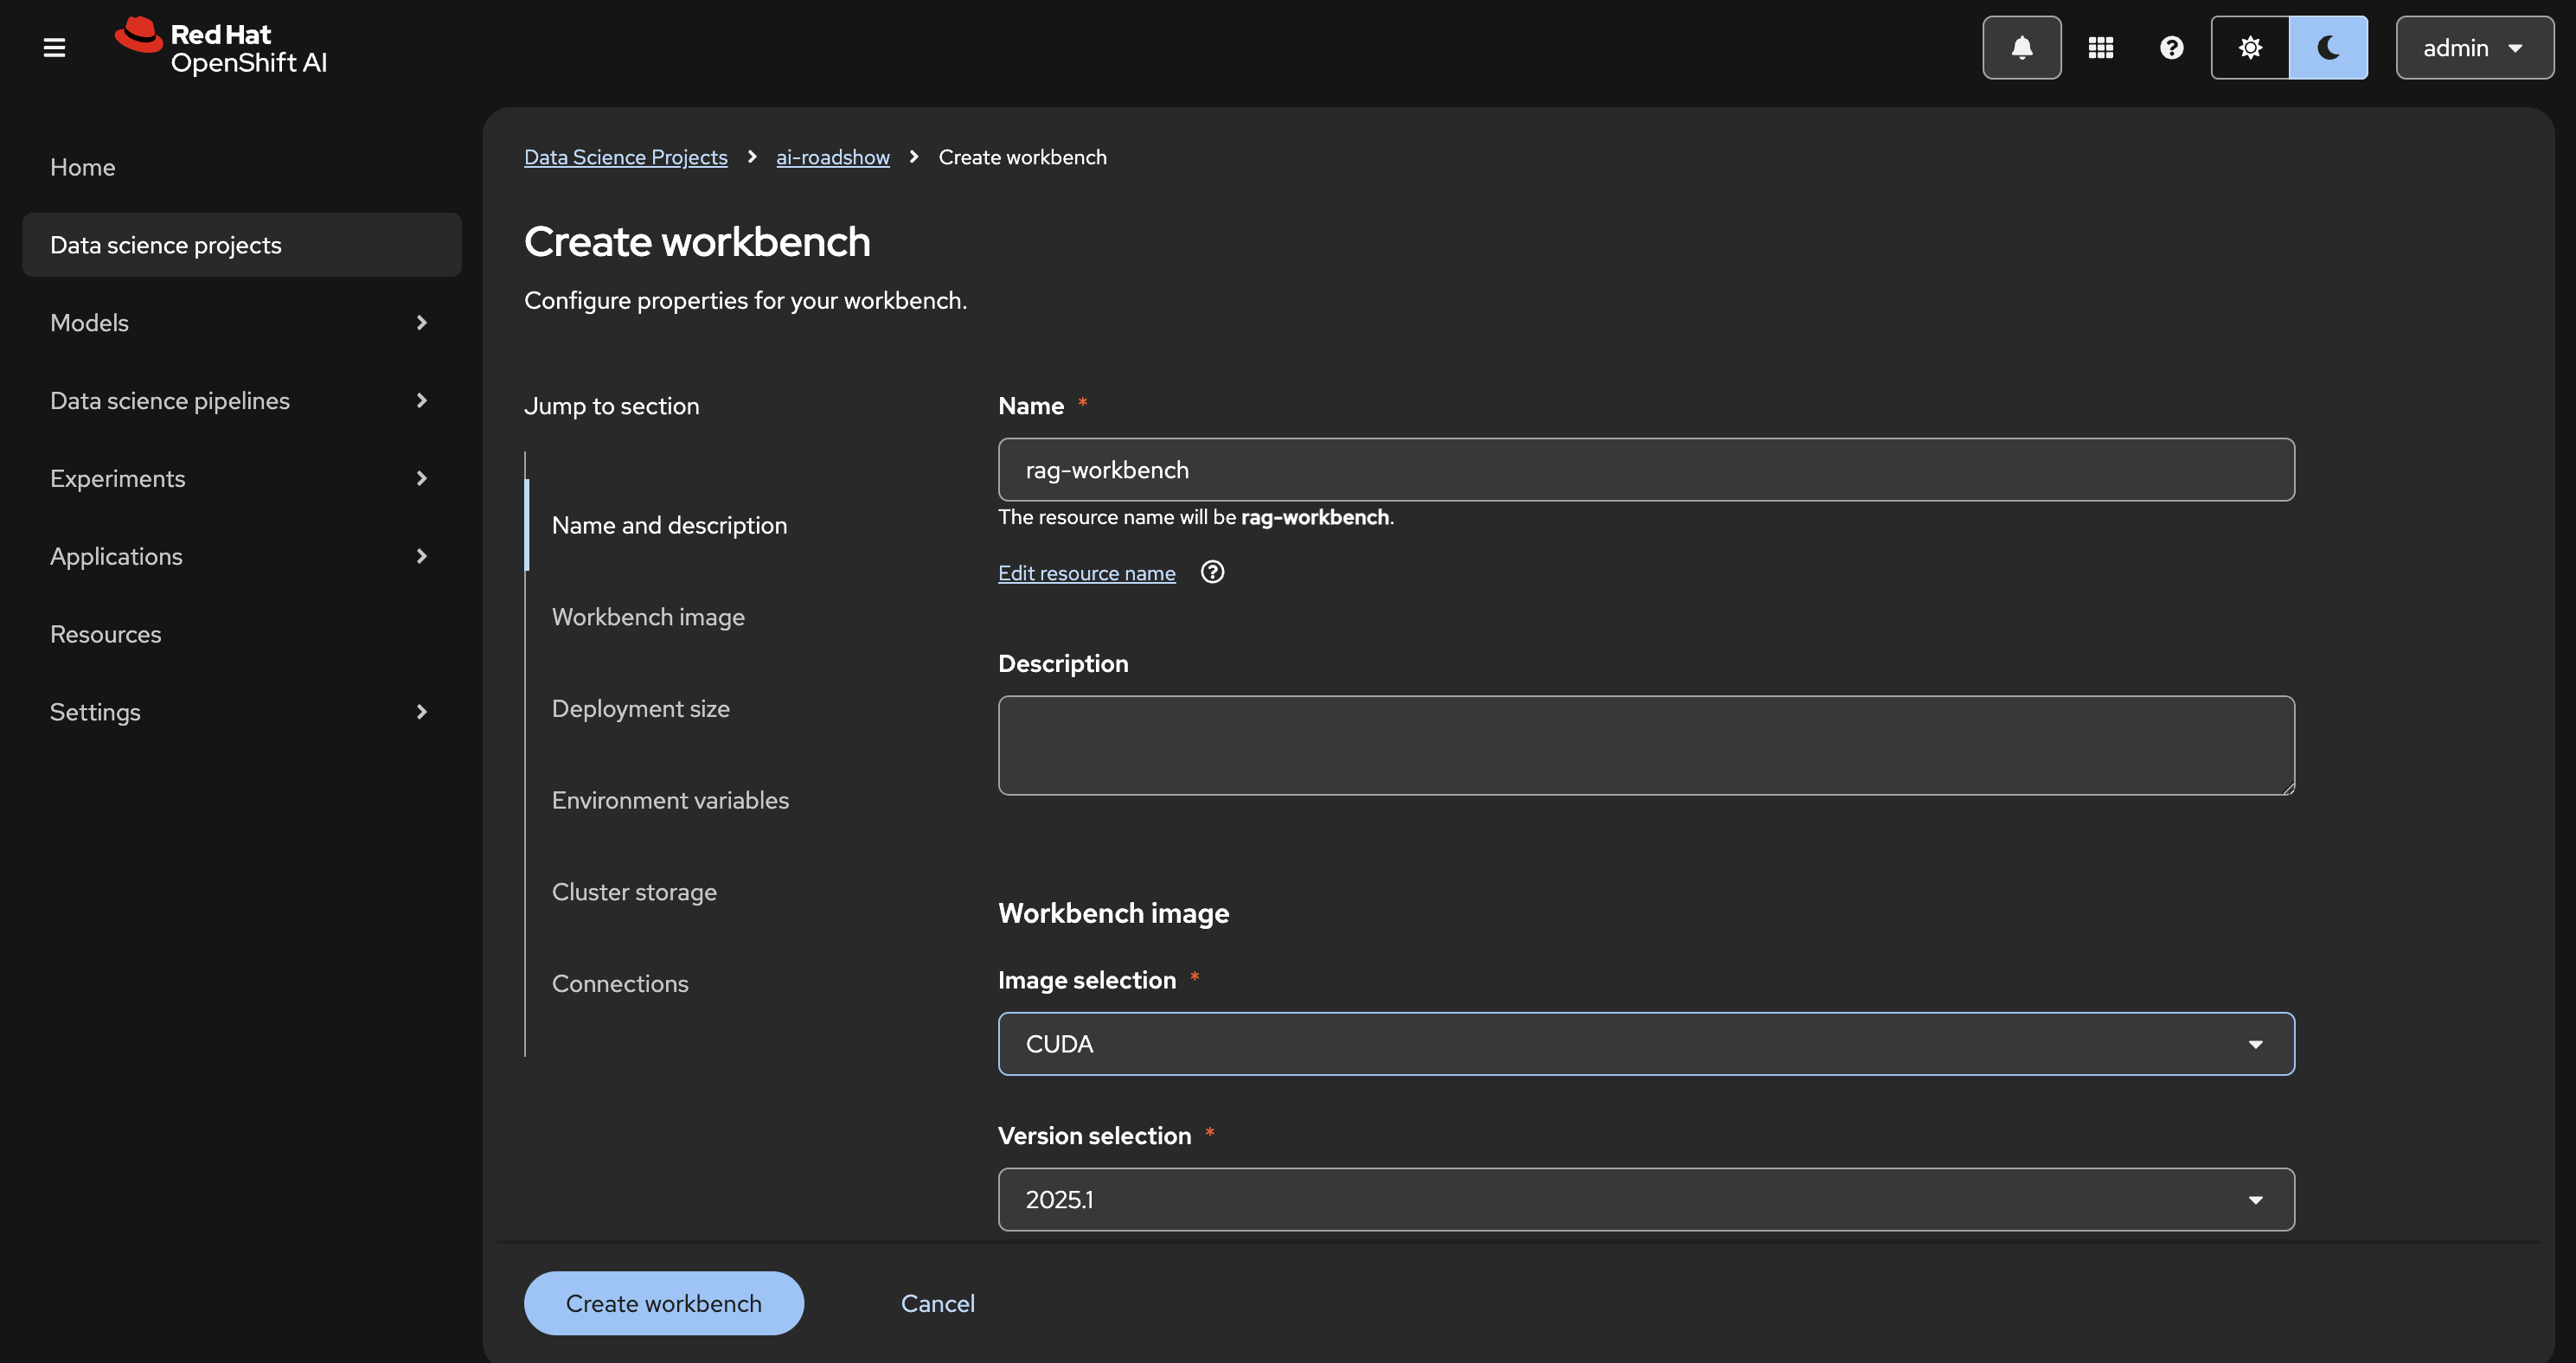 Red Hat
OpenShift AI
admin
Home
Data science projects
Models
Data science pipelines
Experiments
Applications
Resources
Settings
Data Science Projects > ai-roadshow > Create workbench
Create workbench
Configure properties for your workbench.
Jump to section
Name and description
Workbench image
Deployment size
Environment variables
Cluster storage
Connections
Name *
rag-workbench
The resource name will be rag-workbench.
Edit resource name
Description
Workbench image
Image selection *
CUDA
Version selection *
2025.1
Create workbench
Cancel